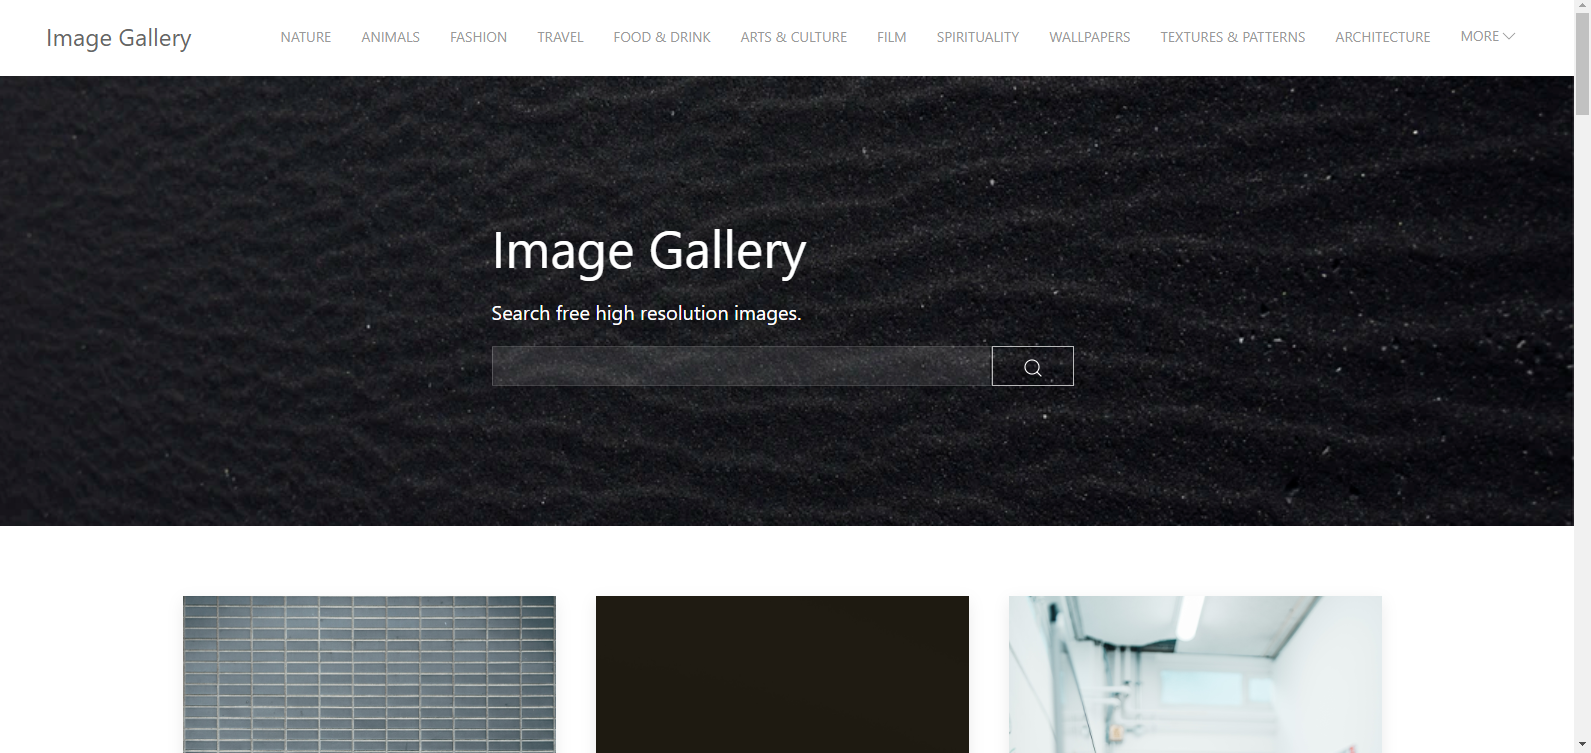 Image Gallery
NATURE ANIMALS FASHION TRAVEL FOOD & DRINK ARTS & CULTURE FILM SPIRITUALITY WALLPAPERS TEXTURES & PATTERNS ARCHITECTURE MORE
Image Gallery
Search free high resolution images.